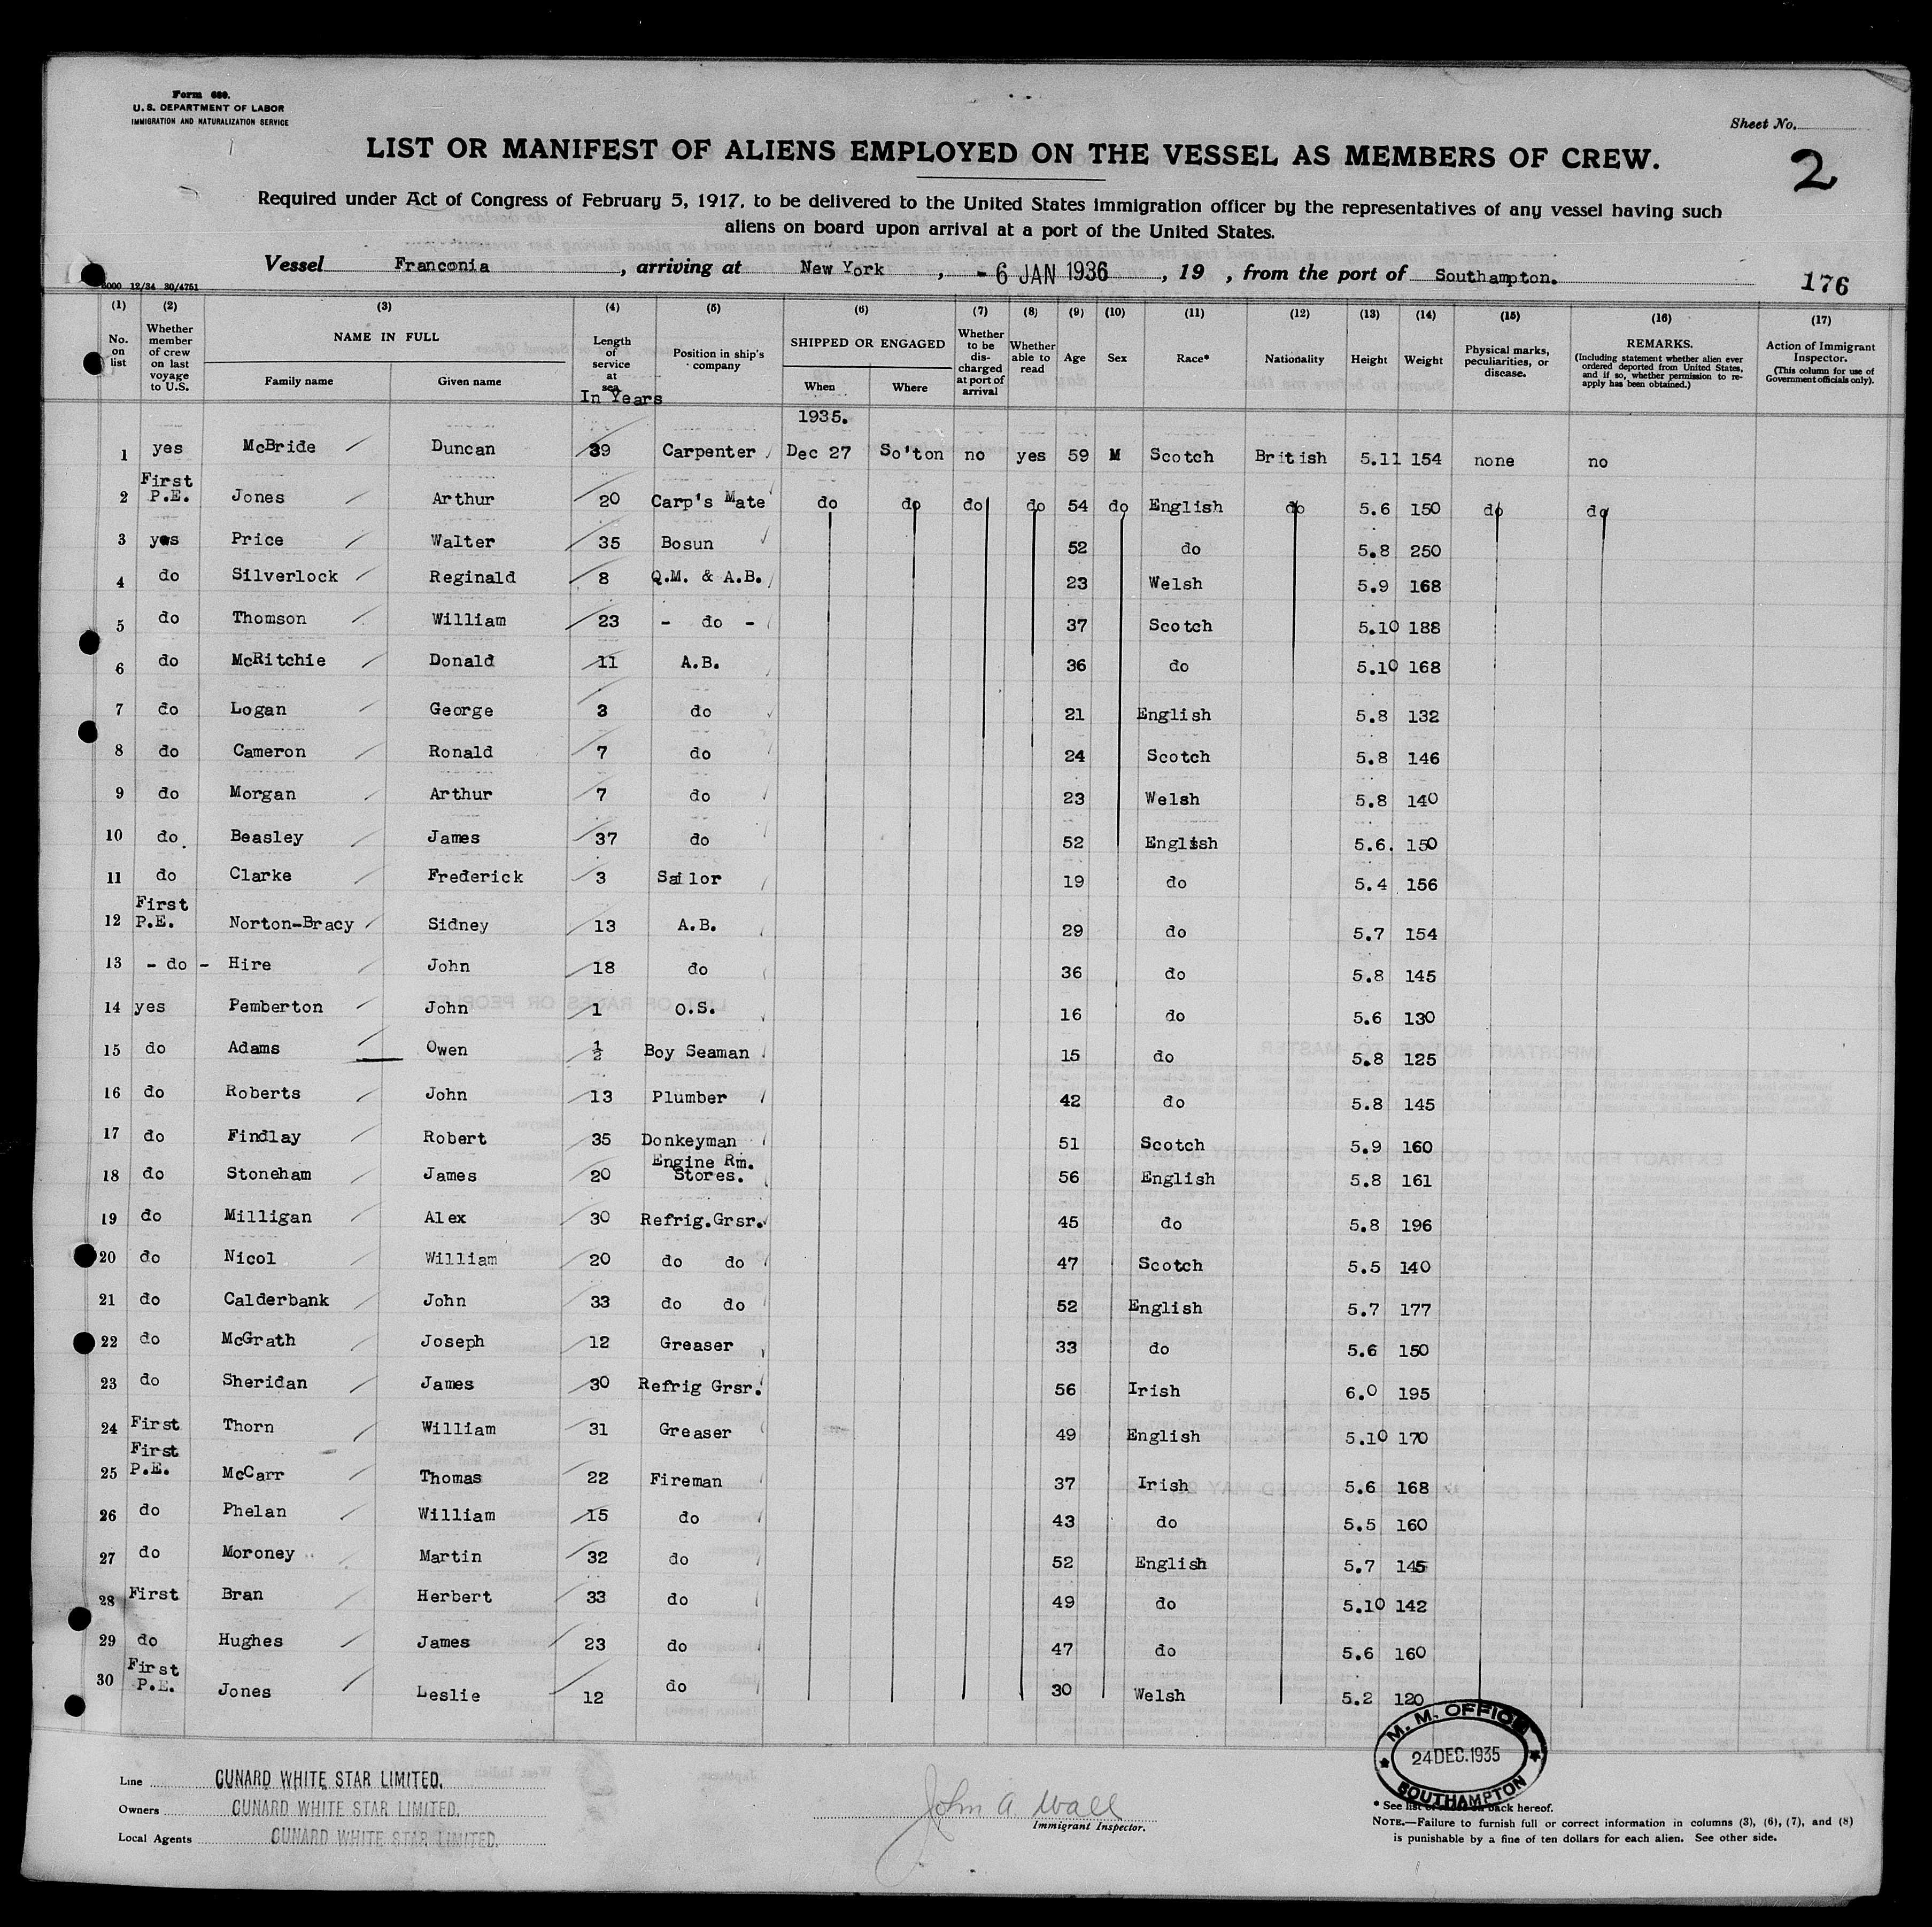 Form 689.
U. S. DEPARTMENT OF LABOR
IMMIGRATION AND NATURALIZATION SERVICE
Sheet No.
LIST OR MANIFEST OF ALIENS EMPLOYED ON THE VESSEL AS MEMBERS OF CREW.
2
Required under Act of Congress of February 5, 1917, to be delivered to the United States immigration officer by the representatives of any vessel having such
aliens on board upon arrival at a port of the United States.
Vessel Franconia, arriving at New York, - 6 JAN 1936, 19 , from the port of Southampton.
176
5000 12/34 30/4751
(1) (2) (3) (4) (5) (6) (7) (8) (9) (10) (11) (12) (13) (14) (15) (16) (17)
No. on list
Whether member of crew on last voyage to U.S.
NAME IN FULL
Family name
Given name
Length of service at sea
In Years
Position in ship's company
SHIPPED OR ENGAGED
When
Where
Whether to be dis-charged at port of arrival
Whether able to read
Age
Sex
Race*
Nationality
Height
Weight
Physical marks, peculiarities, or disease.
REMARKS.
(Including statement whether alien ever ordered deported from United States, and if so, whether permission to re-apply has been obtained.)
Action of Immigrant Inspector.
(This column for use of Government officials only).
1935.
1 yes McBride Duncan 39 Carpenter Dec 27 So'ton no yes 59 M Scotch British 5.11 154 none no
2 First P.E. Jones Arthur 20 Carp's Mate do do do do 54 do English do 5.6 150 do do
3 yes Price Walter 35 Bosun 52 do 5.8 250
4 do Silverlock Reginald 8 Q.M. & A.B. 23 Welsh 5.9 168
5 do Thomson William 23 - do - 37 Scotch 5.10 188
6 do McRitchie Donald 11 A.B. 36 do 5.10 168
7 do Logan George 3 do 21 English 5.8 132
8 do Cameron Ronald 7 do 24 Scotch 5.8 146
9 do Morgan Arthur 7 do 23 Welsh 5.8 140
10 do. Beasley James 37 do 52 English 5.6. 150
11 do Clarke Frederick 3 Sailor 19 do 5.4 156
12 First P.E. Norton-Bracy Sidney 13 A.B. 29 do 5.7 154
13 - do - Hire John 18 do 36 do 5.8 145
14 yes Pemberton John 1 O.S. 16 do 5.6 130
15 do Adams Owen ½ Boy Seaman 15 do 5.8 125
16 do Roberts John 13 Plumber 42 do 5.8 145
17 do Findlay Robert 35 Donkeyman 51 Scotch 5.9 160
18 do Stoneham James 20 Engine Rm. Stores. 56 English 5.8 161
19 do Milligan Alex 30 Refrig.Grsr. 45 do 5.8 196
20 do Nicol William 20 do do 47 Scotch 5.5 140
21 do Calderbank John 33 do do 52 English 5.7 177
22 do McGrath Joseph 12 Greaser 33 do 5.6 150
23 do Sheridan James 30 Refrig Grsr. 56 Irish 6.0 195
24 First Thorn William 31 Greaser 49 English 5.10 170
25 First P.E. McCarr Thomas 22 Fireman 37 Irish 5.6 168
26 do Phelan William 15 do 43 do 5.5 160
27 do Moroney Martin 32 do 52 English 5.7 145
28 First Bran Herbert 33 do 49 do 5.10 142
29 do Hughes James 23 do 47 do 5.6 160
30 First P.E. Jones Leslie 12 do 30 Welsh 5.2 120
M. M. OFFICE
24 DEC. 1935
SOUTHAMPTON
Line CUNARD WHITE STAR LIMITED.
Owners CUNARD WHITE STAR LIMITED.
Local Agents CUNARD WHITE STAR LIMITED.
John A Wall
Immigrant Inspector.
* See list of races on back hereof.
NOTE.—Failure to furnish full or correct information in columns (3), (6), (7), and (8)
is punishable by a fine of ten dollars for each alien. See other side.